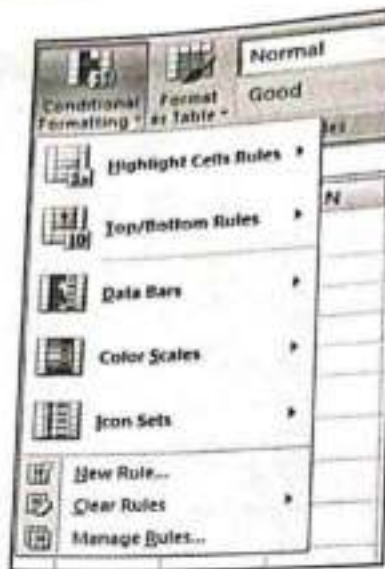 Conditional Formatting
Format as Table
Normal
Good
Highlight Cells Rules
Top/Bottom Rules
N
Data Bars
Color Scales
Icon Sets
New Rule...
Clear Rules
Manage Rules...